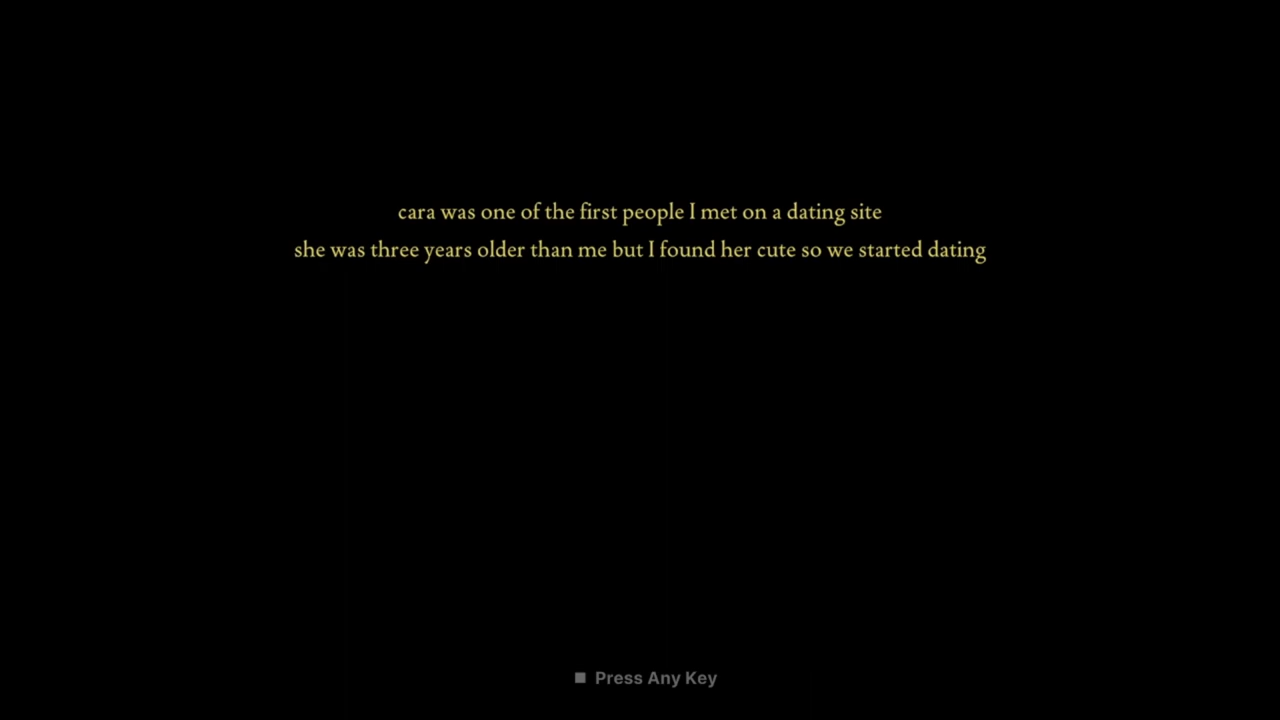 cara was one of the first people I met on a dating site
she was three years older than me but I found her cute so we started dating
Press Any Key